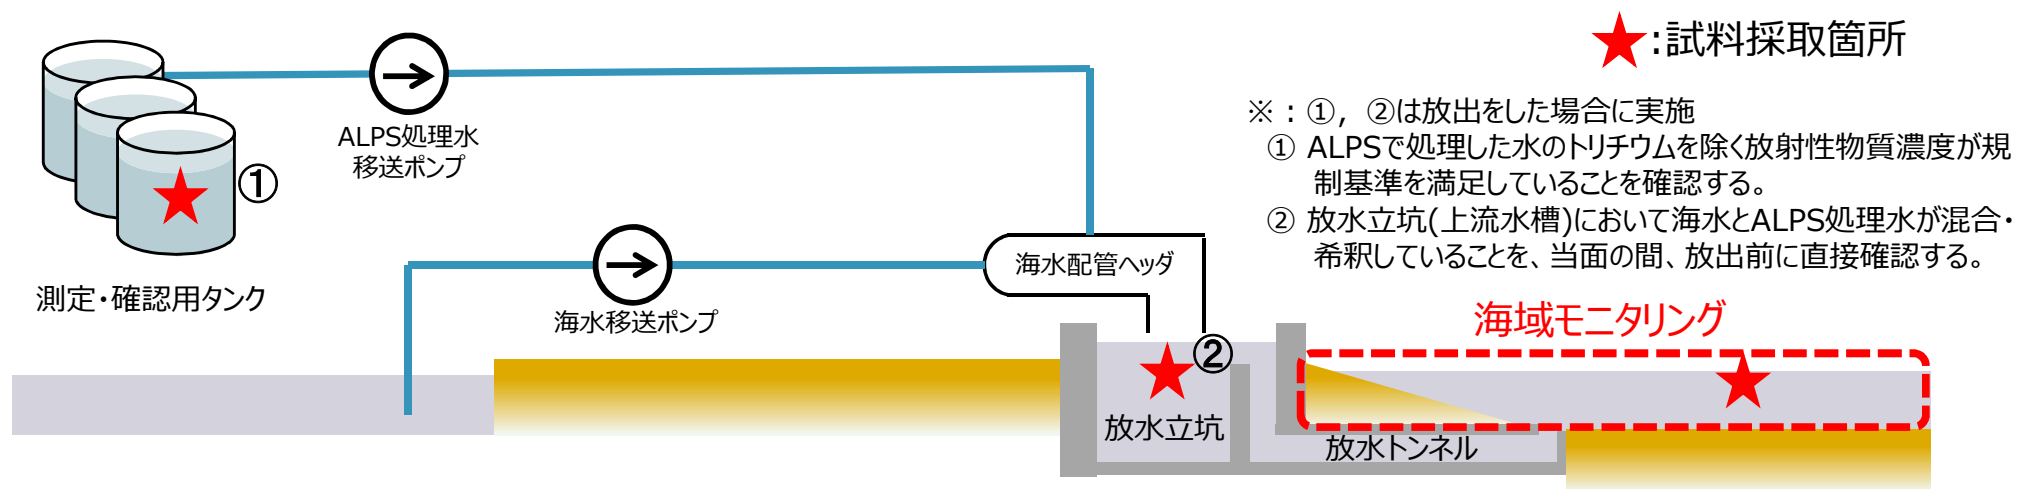 ★:試料採取箇所
※：①，②は放出をした場合に実施
① ALPSで処理した水のトリチウムを除く放射性物質濃度が規
制基準を満足していることを確認する。
② 放水立坑(上流水槽)において海水とALPS処理水が混合・
希釈していることを、当面の間、放出前に直接確認する。
ALPS処理水
移送ポンプ
①
測定・確認用タンク
海水配管ヘッダ
海水移送ポンプ
海域モニタリング
②
放水立坑
放水トンネル